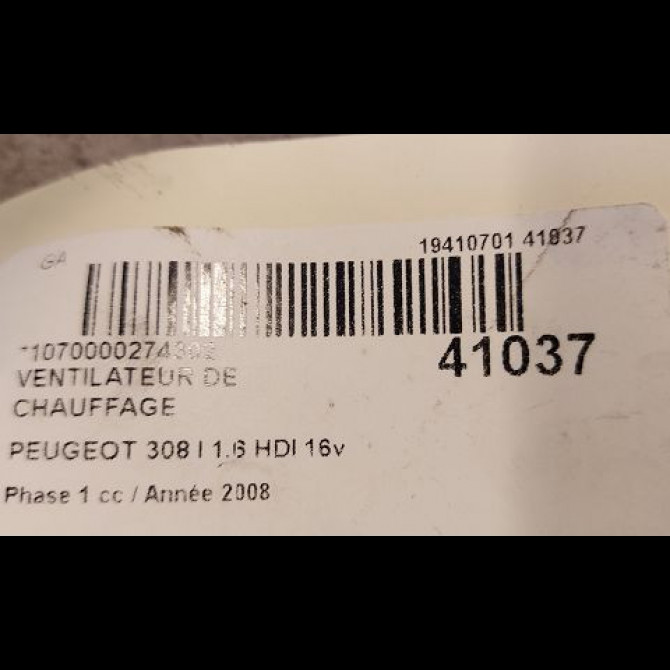 GA
19410701 41037
41037
VENTILATEUR DE
CHAUFFAGE
PEUGEOT 308 I 1.6 HDI 16v
Phase 1 cc / Année 2008